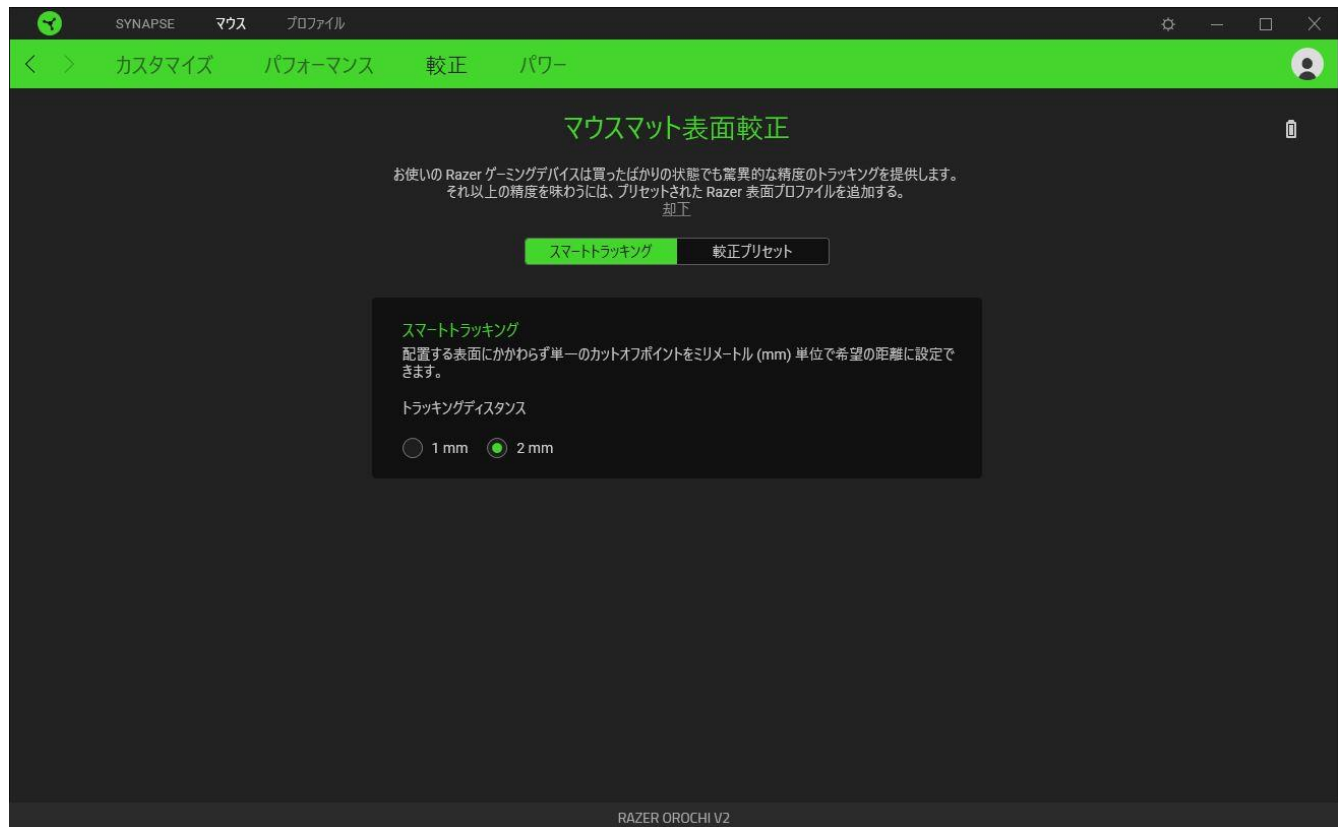 SYNAPSE マウス プロファイル
カスタマイズ パフォーマンス 較正 パワー
マウスマット表面較正
お使いの Razer ゲーミングデバイスは買ったばかりの状態でも驚異的な精度のトラッキングを提供します。
それ以上の精度を味わうには、プリセットされた Razer 表面プロファイルを追加する。
却下
スマートトラッキング 較正プリセット
スマートトラッキング
配置する表面にかかわらず単一のカットオフポイントをミリメートル (mm) 単位で希望の距離に設定で
きます。
トラッキングディスタンス
1 mm 2 mm
RAZER OROCHI V2